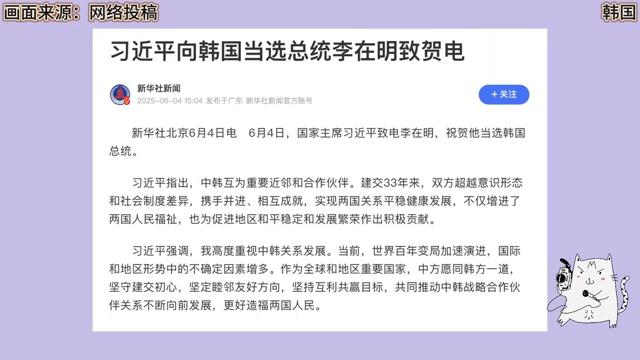 画面来源：网络投稿
韩国
习近平向韩国当选总统李在明致贺电
新华社新闻
2025-06-04 15:04 发布于广东 新华社新闻官方账号
+关注
新华社北京6月4日电　6月4日，国家主席习近平致电李在明，祝贺他当选韩国
总统。
习近平指出，中韩互为重要近邻和合作伙伴。建交33年来，双方超越意识形态
和社会制度差异，携手并进、相互成就，实现两国关系平稳健康发展，不仅增进了
两国人民福祉，也为促进地区和平稳定和发展繁荣作出积极贡献。
习近平强调，我高度重视中韩关系发展。当前，世界百年变局加速演进，国际
和地区形势中的不确定因素增多。作为全球和地区重要国家，中方愿同韩方一道，
坚守建交初心，坚定睦邻友好方向，坚持互利共赢目标，共同推动中韩战略合作伙
伴关系不断向前发展，更好造福两国人民。